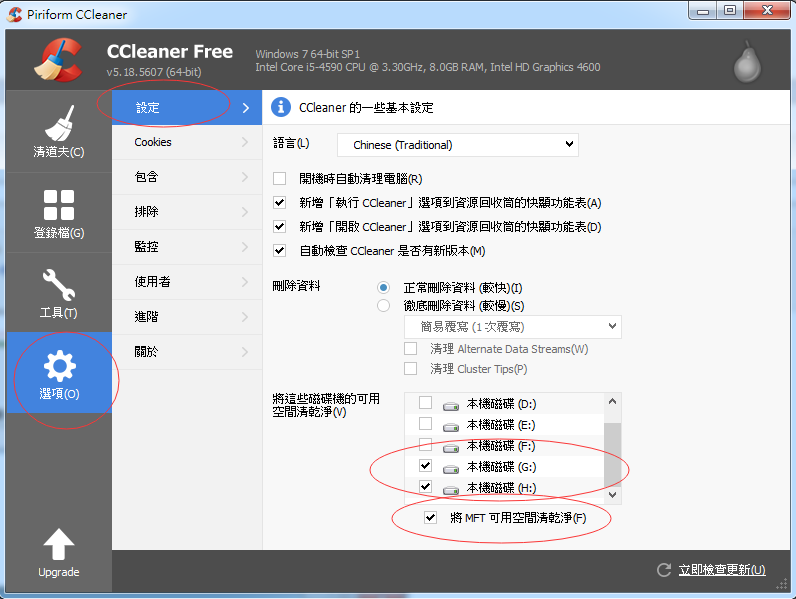 Piriform CCleaner
CCleaner Free
v5.18.5607 (64-bit)
Windows 7 64-bit SP1
Intel Core i5-4590 CPU @ 3.30GHz, 8.0GB RAM, Intel HD Graphics 4600
清道夫(C)
登錄檔(G)
工具(T)
選項(O)
Upgrade
設定
Cookies
包含
排除
監控
使用者
進階
關於
CCleaner 的一些基本設定
語言(L)
Chinese (Traditional)
開機時自動清理電腦(R)
新增「執行 CCleaner」選項到資源回收筒的快顯功能表(A)
新增「開啟 CCleaner」選項到資源回收筒的快顯功能表(D)
自動檢查 CCleaner 是否有新版本(M)
刪除資料
正常刪除資料 (較快)(I)
徹底刪除資料 (較慢)(S)
簡易覆寫 (1 次覆寫)
清理 Alternate Data Streams(W)
清理 Cluster Tips(P)
將這些磁碟機的可用
空間清乾淨(V)
本機磁碟 (D:)
本機磁碟 (E:)
本機磁碟 (F:)
本機磁碟 (G:)
本機磁碟 (H:)
將 MFT 可用空間清乾淨(F)
立即檢查更新(U)